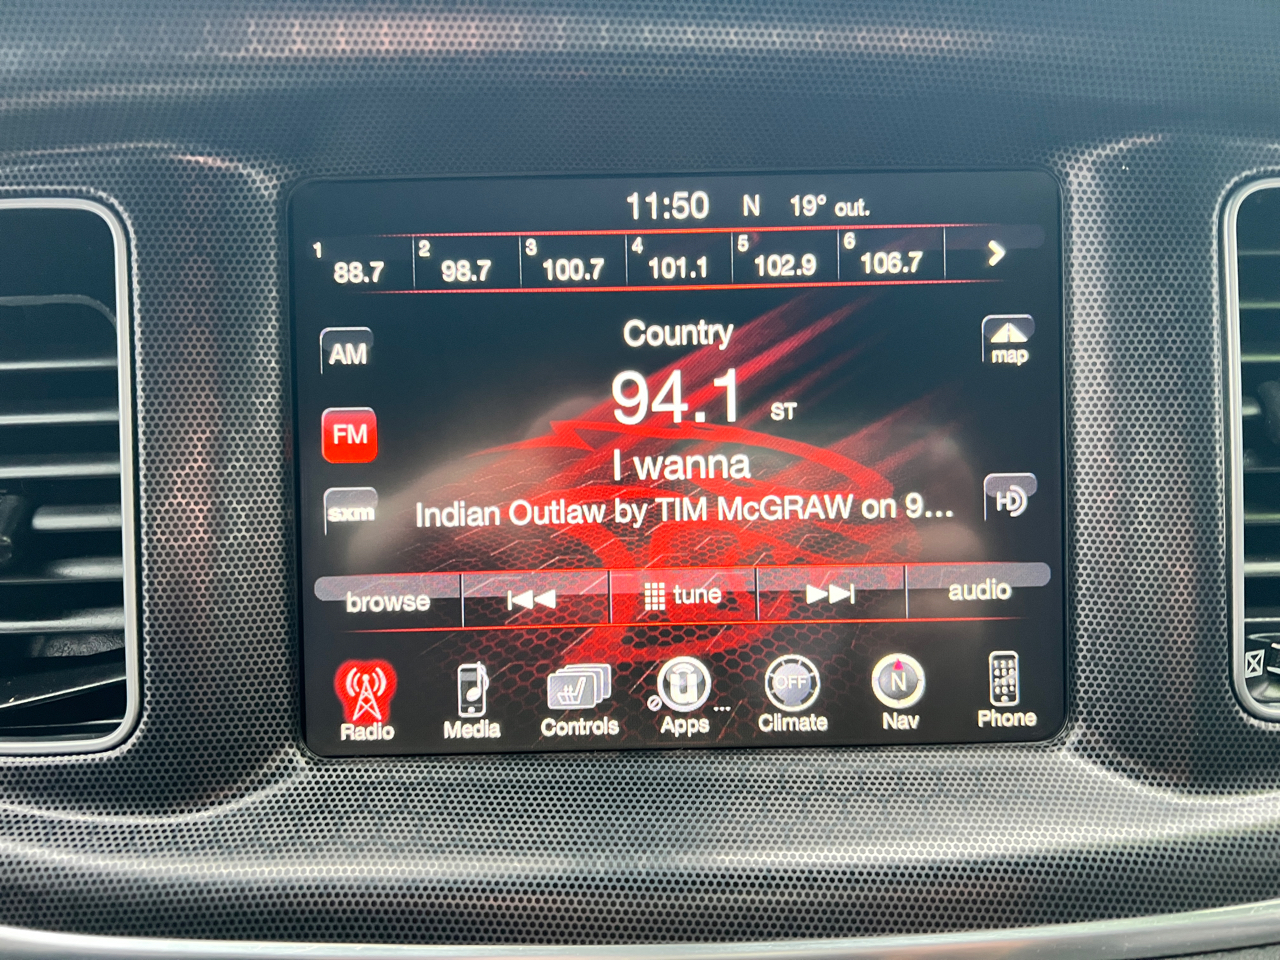 11:50 N 19° out.
1 88.7 2 98.7 3 100.7 4 101.1 5 102.9 6 106.7
Country
AM
map
94.1 ST
FM
I wanna
Indian Outlaw by TIM McGRAW on 9...
sxm
HD
browse tune audio
OFF N
Radio Media Controls Apps ... Climate Nav Phone